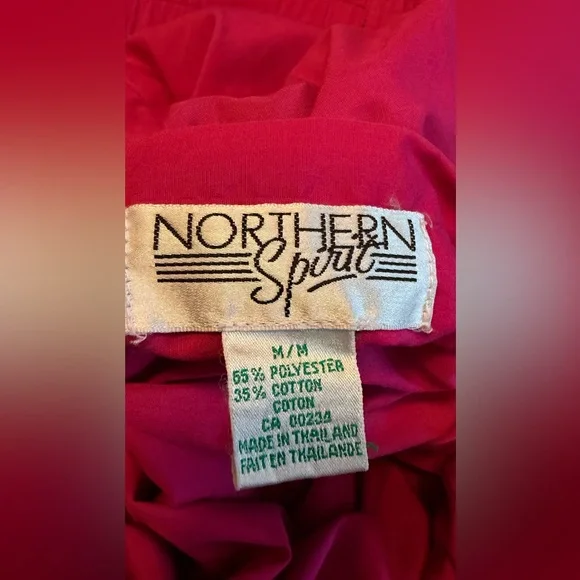 NORTHERN
Spirit
M/M
65% POLYESTER
35% COTTON
COTON
CA 00234
MADE IN THAILAND
FAIT EN THAILANDE